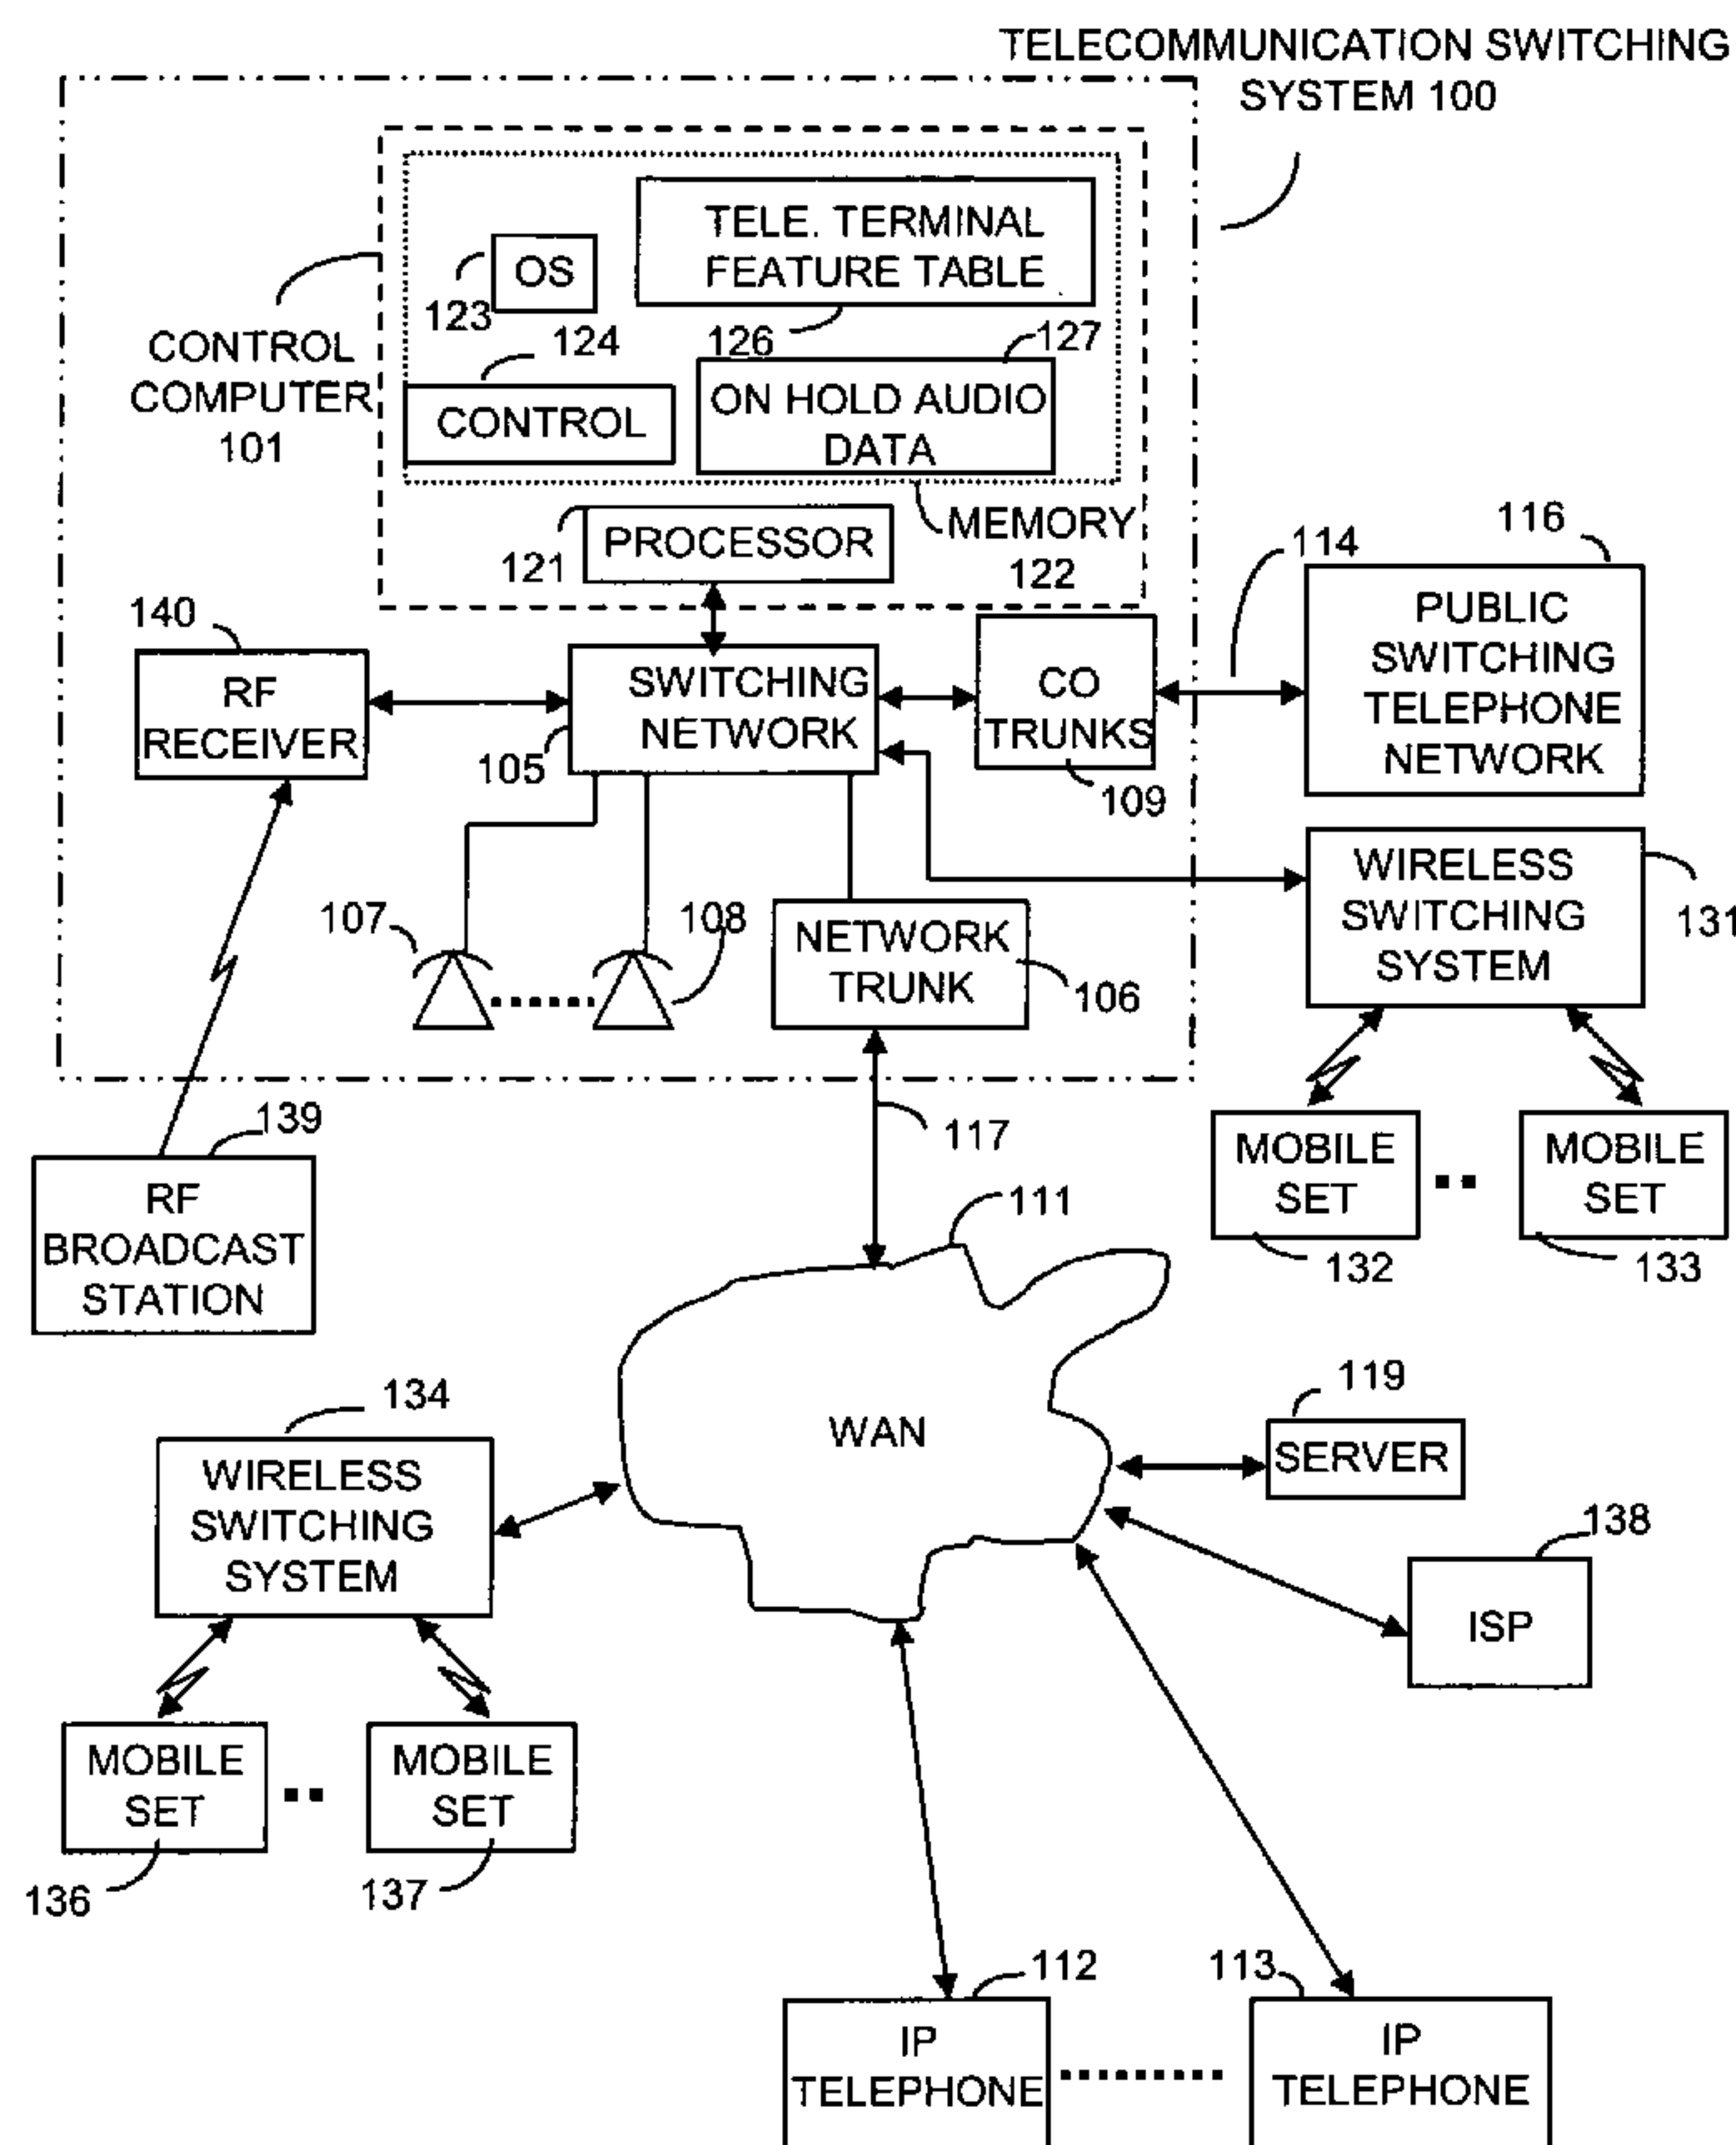 TELECOMMUNICATION SWITCHING
SYSTEM 100
TELE. TERMINAL
FEATURE TABLE
OS
123
126
127
124
CONTROL
COMPUTER
101
CONTROL
ON HOLD AUDIO
DATA
MEMORY
122
PROCESSOR
121
116
114
PUBLIC
SWITCHING
TELEPHONE
NETWORK
140
RF
RECEIVER
SWITCHING
NETWORK
105
CO
TRUNKS
109
WIRELESS
SWITCHING
SYSTEM
131
107
108
NETWORK
TRUNK
106
139
RF
BROADCAST
STATION
117
MOBILE
SET
MOBILE
SET
132
133
111
WAN
119
SERVER
134
WIRELESS
SWITCHING
SYSTEM
138
ISP
MOBILE
SET
MOBILE
SET
136
137
112
113
IP
TELEPHONE
IP
TELEPHONE